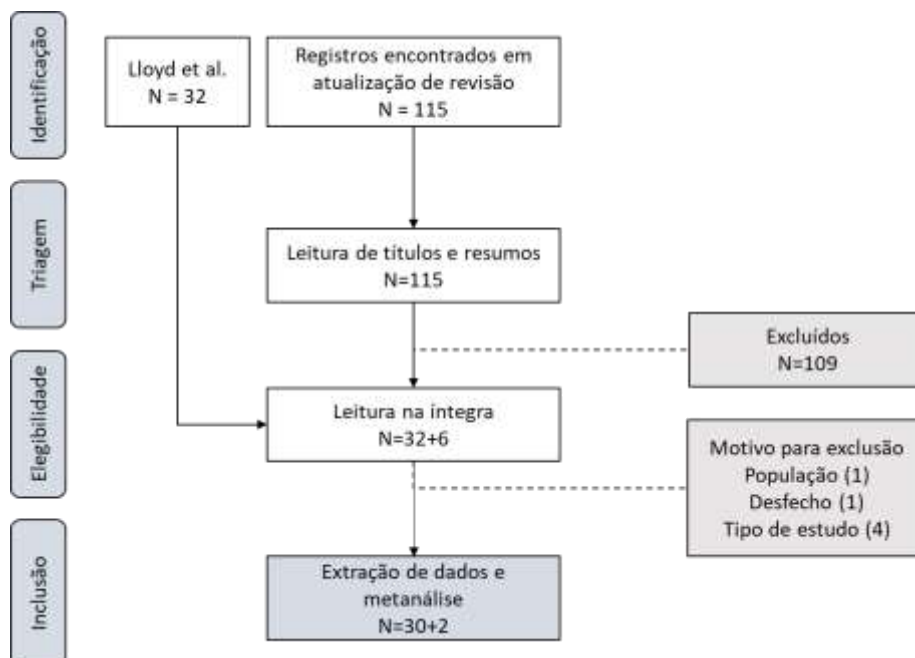 Identificação
Lloyd et al.
N = 32
Registros encontrados em
atualização de revisão
N = 115
Triagem
Leitura de títulos e resumos
N=115
Excluídos
N=109
Elegibilidade
Leitura na íntegra
N=32+6
Motivo para exclusão
População (1)
Desfecho (1)
Tipo de estudo (4)
Inclusão
Extração de dados e
metanálise
N=30+2